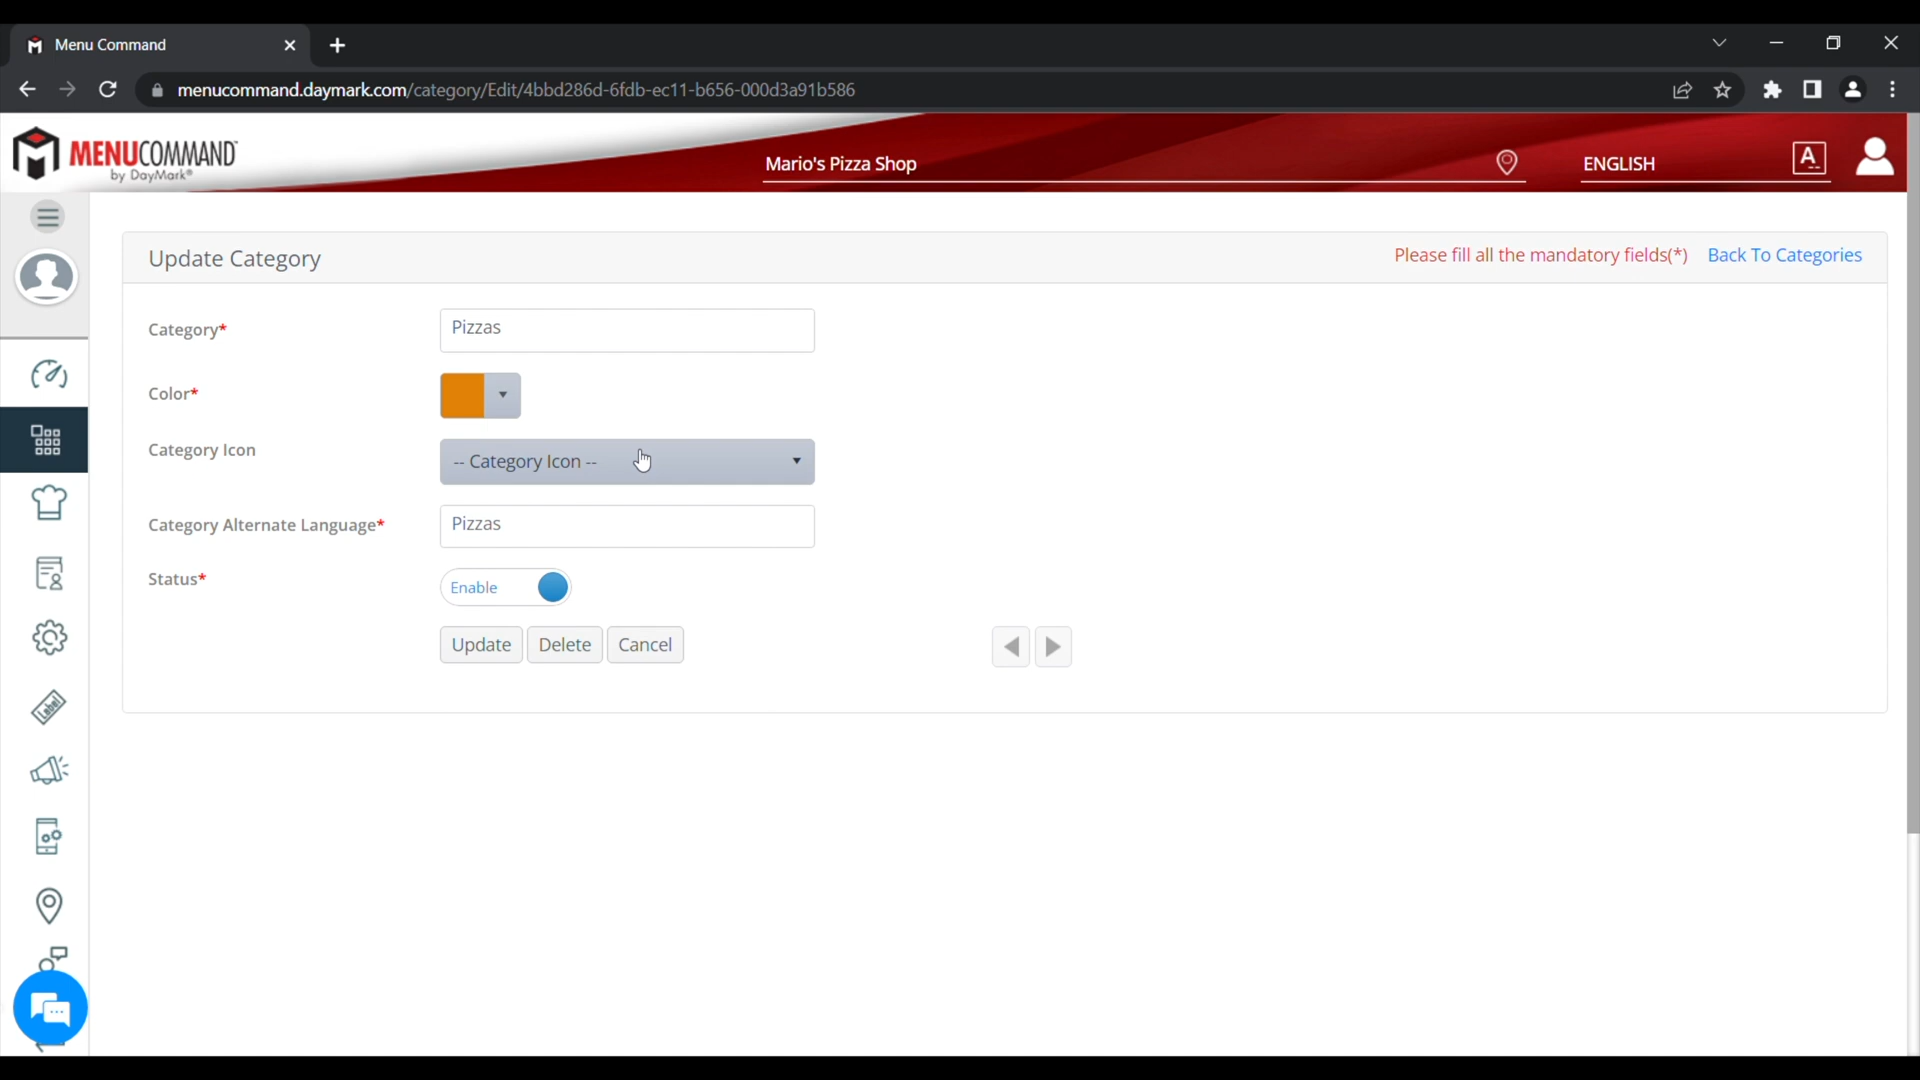 Menu Command
menucommand.daymark.com/category/Edit/4bbd286d-6fdb-ec11-b656-000d3a91b586
MENUCOMMAND
by DayMark®
Mario's Pizza Shop
ENGLISH
A
Update Category
Please fill all the mandatory fields(*) Back To Categories
Category*
Pizzas
Color*
Category Icon
-- Category Icon --
Category Alternate Language*
Pizzas
Status*
Enable
Update Delete Cancel
Label